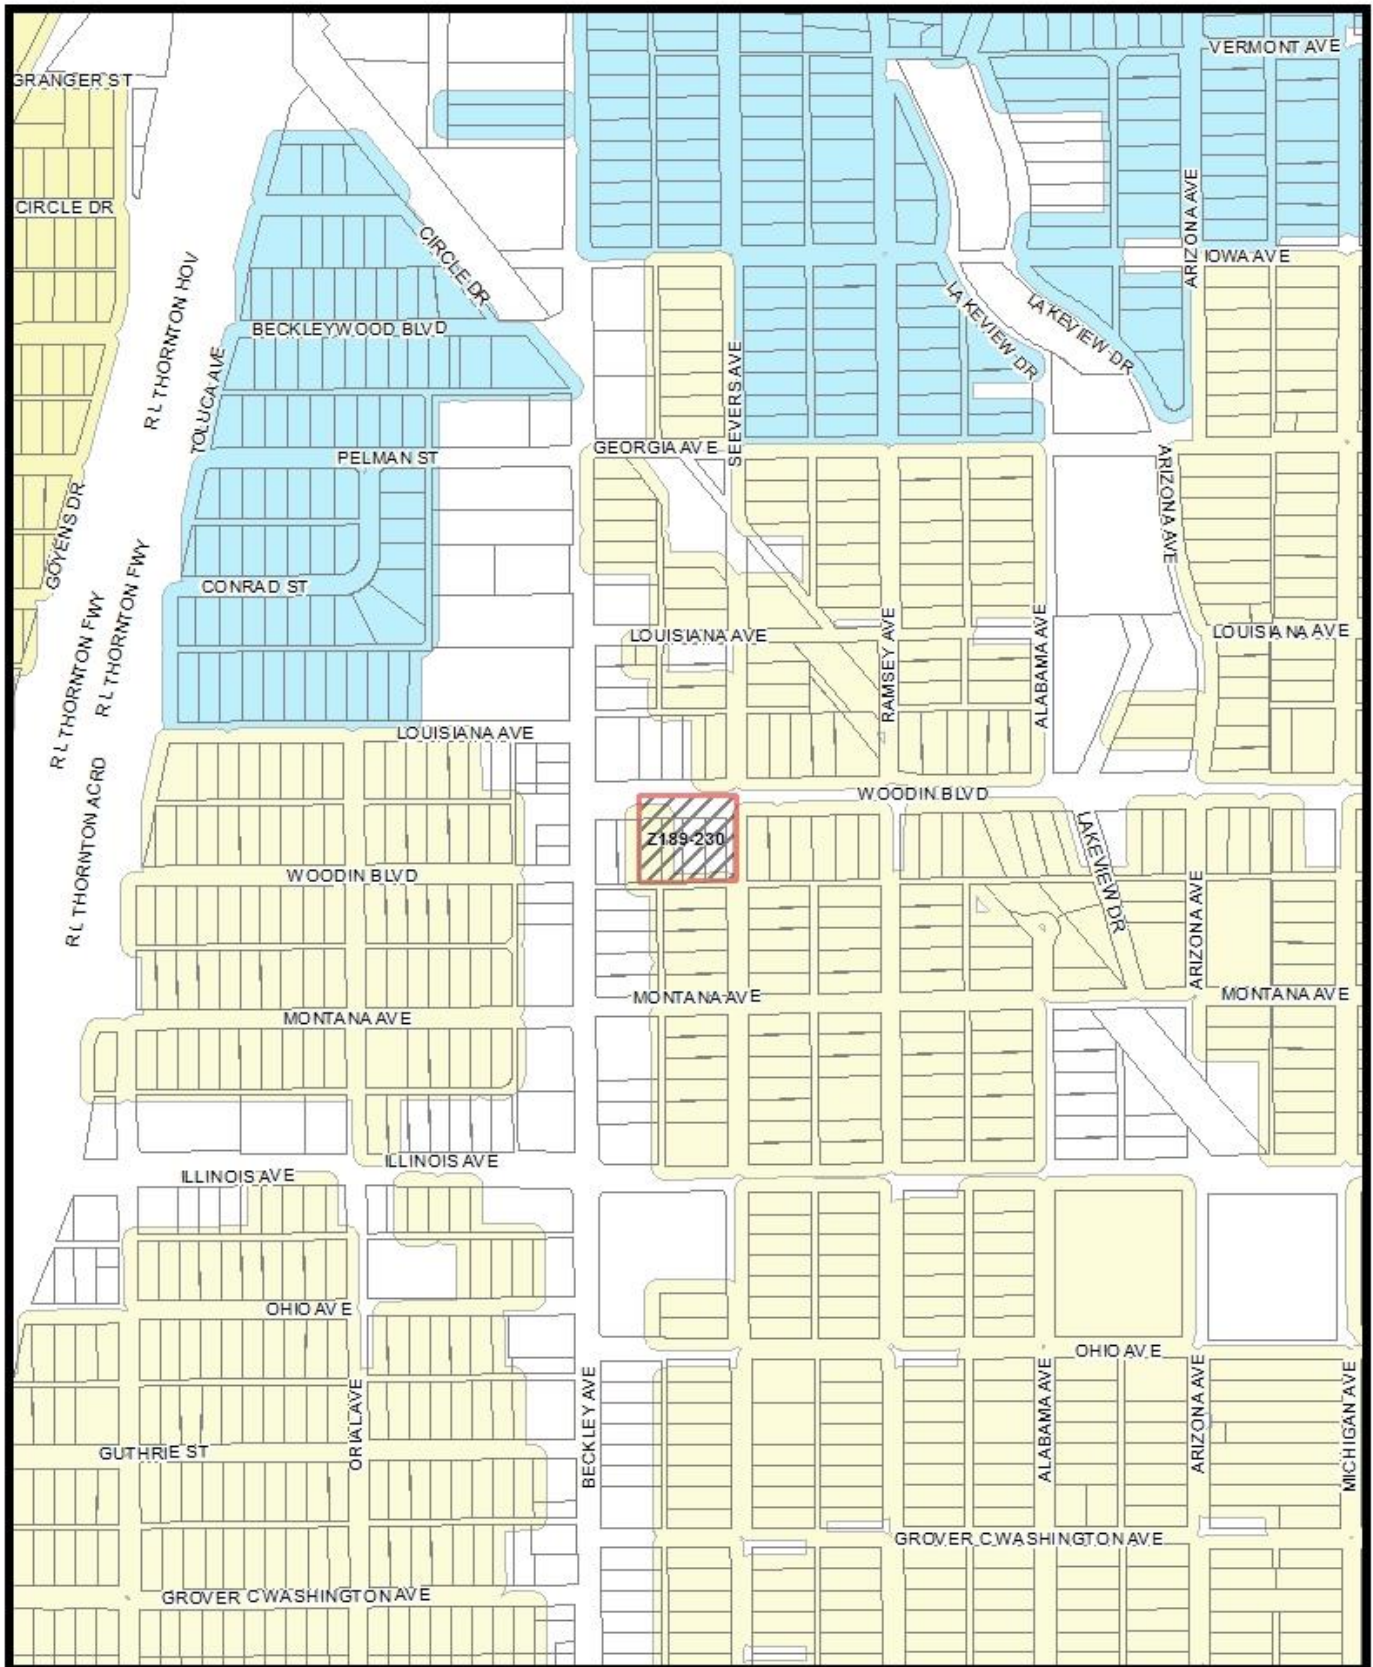 VERMONT AVE
GRANGER ST
CIRCLE DR
ARIZONA AVE
IOWA AVE
CIRCLE DR
R L THORNTON HOV
LAKEVIEW DR
LAKEVIEW DR
BECKLEYWOOD BLVD
TOLUCA AVE
SEEVERS AVE
GEORGIA AVE
PELMAN ST
ARIZONA AVE
GOYENS DR
R L THORNTON FWY
CONRAD ST
R L THORNTON FWY
R L THORNTON FWY
LOUISIANA AVE
RAMSEY AVE
ALABAMA AVE
LOUISIANA AVE
LOUISIANA AVE
R L THORNTON ACRD
WOODIN BLVD
Z189-230
LAKEVIEW DR
WOODIN BLVD
ARIZONA AVE
MONTANA AVE
MONTANA AVE
MONTANA AVE
ILLINOIS AVE
ILLINOIS AVE
OHIO AVE
OHIO AVE
BECKLEY AVE
ALABAMA AVE
ARIZONA AVE
MICHIGAN AVE
ORIAL AVE
GUTHRIE ST
GROVER C WASHINGTON AVE
GROVER C WASHINGTON AVE